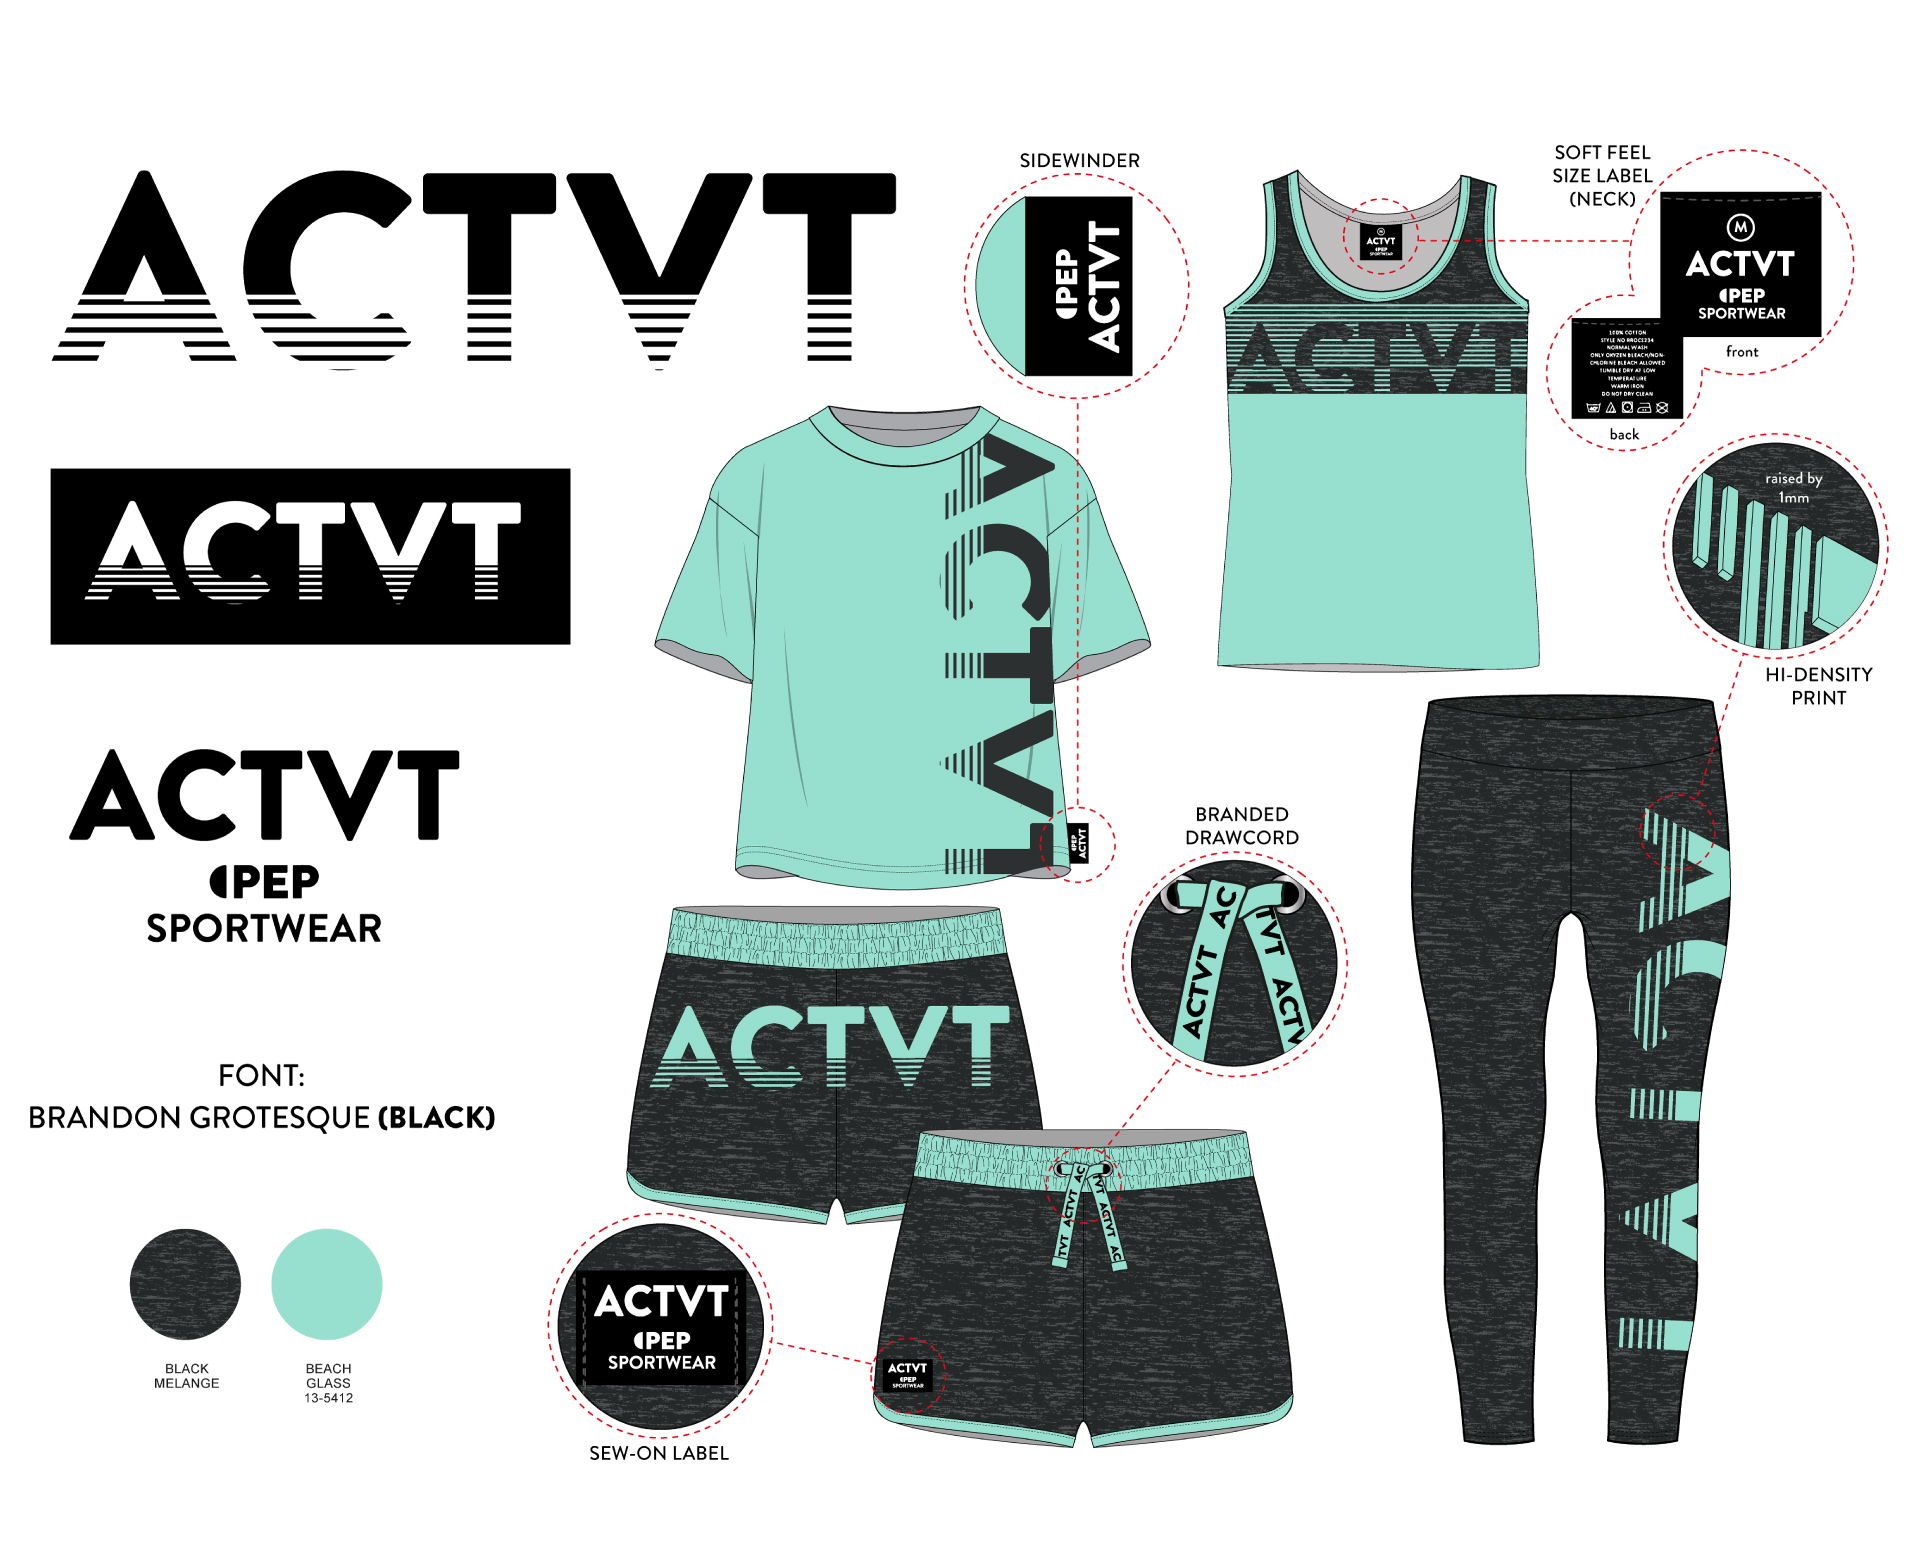 ACTVT
ACTVT
ACTVT
PEP
SPORTWEAR
FONT:
BRANDON GROTESQUE (BLACK)
BLACK
MELANGE
BEACH
GLASS
13-5412
SIDEWINDER
PEP
ACTVT
ACTVT
PEP
ACTVT
M
ACTVT
PEP
SPORTWEAR
ACTVT
SOFT FEEL
SIZE LABEL
(NECK)
M
ACTVT
PEP
SPORTWEAR
front
100% COTTON
STYLE NO RROC1234
NORMAL WASH
ONLY OXYZEN BLEACH/NON-
CHLORINE BLEACH ALLOWED
TUMBLE DRY AT LOW
TEMPERATURE
WARM IRON
DO NOT DRY CLEAN
40°
back
raised by
1mm
HI-DENSITY
PRINT
ACTVT
BRANDED
DRAWCORD
ACTVT AC
TVT ACTV
ACTVT
TVT ACTVT AC
TVT ACTVT AC
ACTVT
PEP
SPORTWEAR
SEW-ON LABEL
ACTVT
PEP
SPORTWEAR